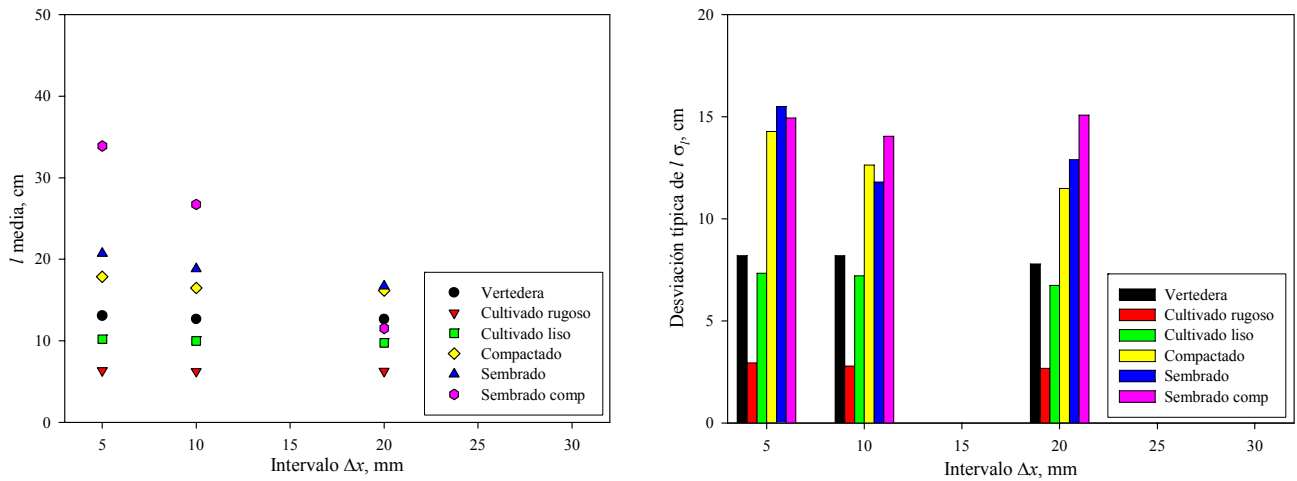 50
40
30
20
10
0
l media, cm
5 10 15 20 25 30
Intervalo Δx, mm
Vertedera
Cultivado rugoso
Cultivado liso
Compactado
Sembrado
Sembrado comp
20
15
10
5
0
Desviación típica de l σl, cm
5 10 15 20 25 30
Intervalo Δx, mm
Vertedera
Cultivado rugoso
Cultivado liso
Compactado
Sembrado
Sembrado comp